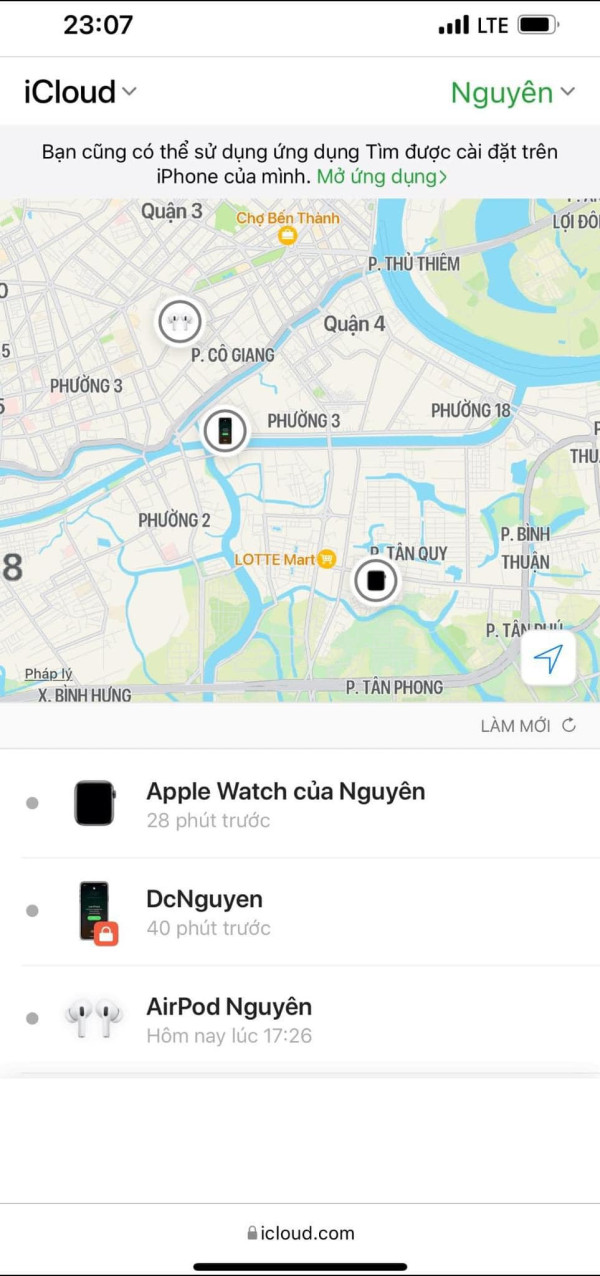 23:07
LTE
iCloud
Nguyên
Bạn cũng có thể sử dụng ứng dụng Tìm được cài đặt trên
iPhone của mình. Mở ứng dụng>
Quận 3
Chợ Bến Thành
LỢI ĐÔ
P. THỦ THIÊM
0
Quận 4
5
P. CÔ GIANG
PHƯỜNG 3
PHƯỜNG 18
PHƯỜNG 3
THU
PHƯỜNG 2
P. BÌNH
THUẬN
P. TÂN QUY
LOTTE Mart
8
P. TÂN PHÚ
Pháp lý
P. TÂN PHONG
X. BÌNH HƯNG
LÀM MỚI
Apple Watch của Nguyên
28 phút trước
DcNguyen
40 phút trước
AirPod Nguyên
Hôm nay lúc 17:26
icloud.com